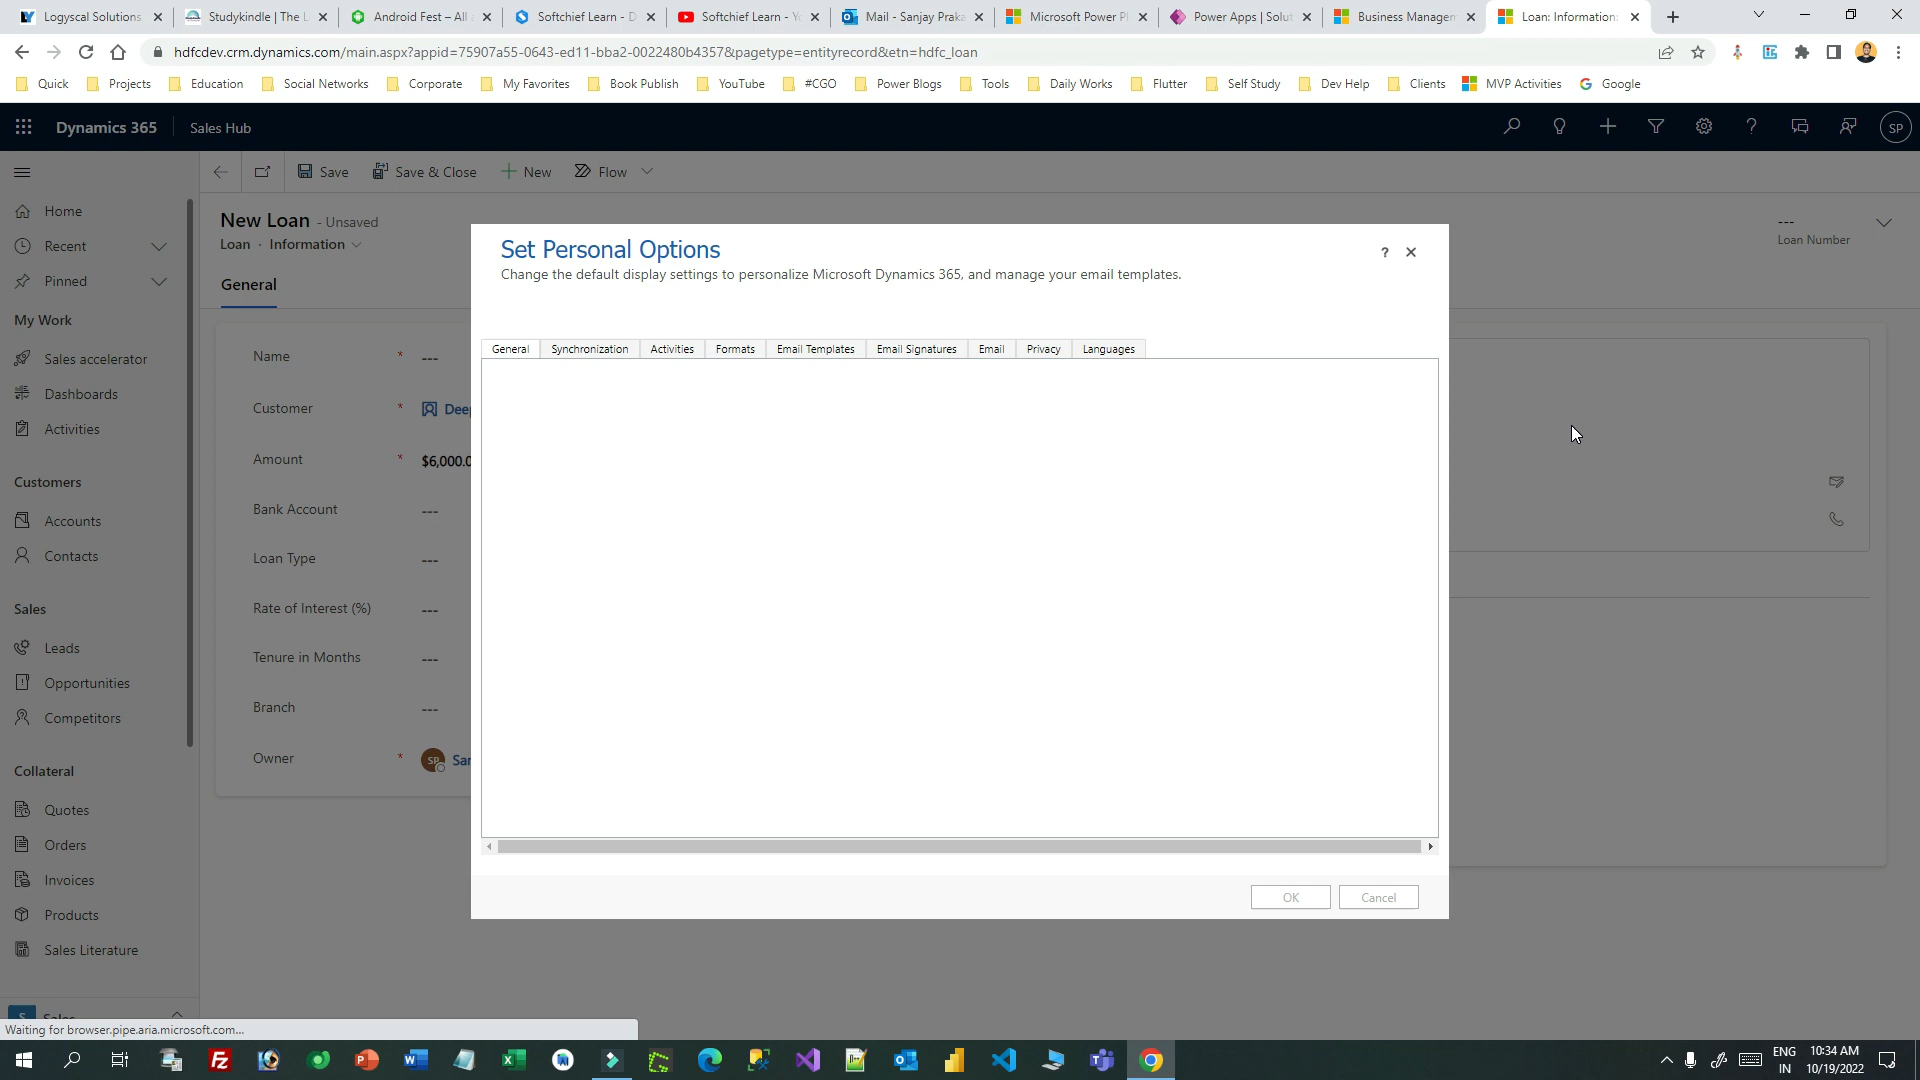 Logyscal Solutions
Studykindle | The L
Android Fest – All
Softchief Learn - D
Softchief Learn - Yo
Mail - Sanjay Praka
Microsoft Power Pl
Power Apps | Solut
Business Managem
Loan: Information:
hdfcdev.crm.dynamics.com/main.aspx?appid=75907a55-0643-ed11-bba2-0022480b4357&pagetype=entityrecord&etn=hdfc_loan
Quick
Projects
Education
Social Networks
Corporate
My Favorites
Book Publish
YouTube
#CGO
Power Blogs
Tools
Daily Works
Flutter
Self Study
Dev Help
Clients
MVP Activities
Google
Dynamics 365
Sales Hub
SP
Save
Save & Close
New
Flow
Home
Recent
Pinned
My Work
Sales accelerator
Dashboards
Activities
Customers
Accounts
Contacts
Sales
Leads
Opportunities
Competitors
Collateral
Quotes
Orders
Invoices
Products
Sales Literature
S Sales
New Loan - Unsaved
Loan · Information
---
Loan Number
General
Name * ---
Customer *
Amount * $6,000.0
Bank Account ---
Loan Type ---
Rate of Interest (%) ---
Tenure in Months ---
Branch ---
Owner * SP
Set Personal Options
? ×
Change the default display settings to personalize Microsoft Dynamics 365, and manage your email templates.
General
Synchronization
Activities
Formats
Email Templates
Email Signatures
Email
Privacy
Languages
OK
Cancel
Waiting for browser.pipe.aria.microsoft.com...
ENG
IN
10:34 AM
10/19/2022